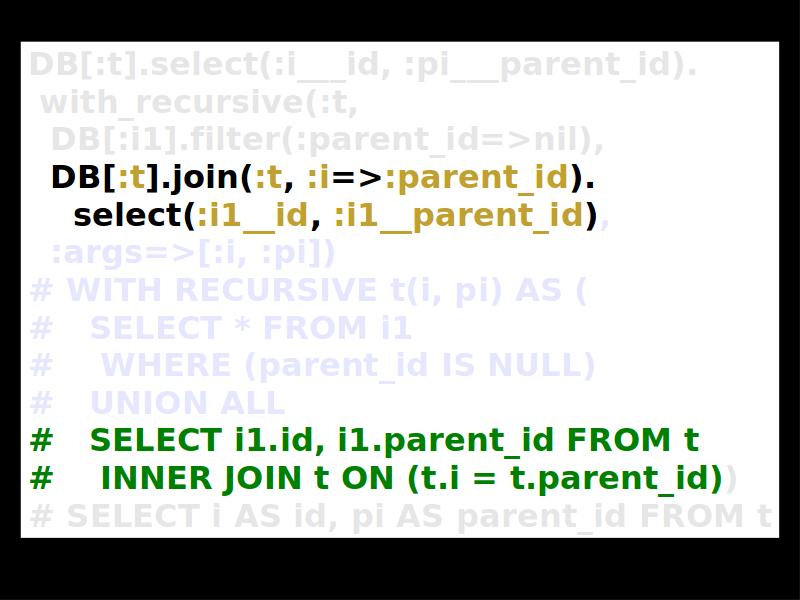 DB[:t].select(:i___id, :pi___parent_id).
with_recursive(:t,
DB[:i1].filter(:parent_id=>nil),
DB[:t].join(:t, :i=>:parent_id).
select(:i1__id, :i1__parent_id),
:args=>[:i, :pi])
# WITH RECURSIVE t(i, pi) AS (
#   SELECT * FROM i1
#    WHERE (parent_id IS NULL)
#   UNION ALL
#   SELECT i1.id, i1.parent_id FROM t
#    INNER JOIN t ON (t.i = t.parent_id))
# SELECT i AS id, pi AS parent_id FROM t